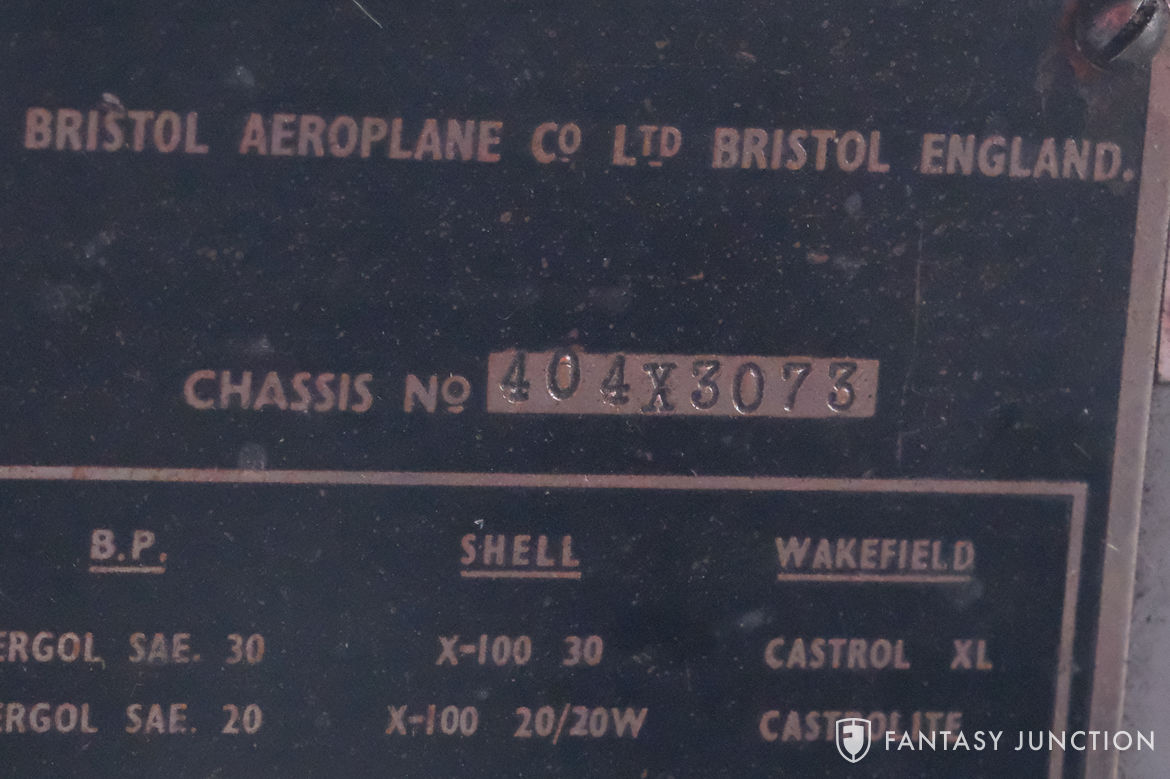 BRISTOL AEROPLANE Cº LTD BRISTOL ENGLAND.
CHASSIS Nº 404X3073
B.P. SHELL WAKEFIELD
ERGOL SAE. 30 X-100 30 CASTROL XL
ERGOL SAE. 20 X-100 20/20W CASTROLITE
FANTASY JUNCTION